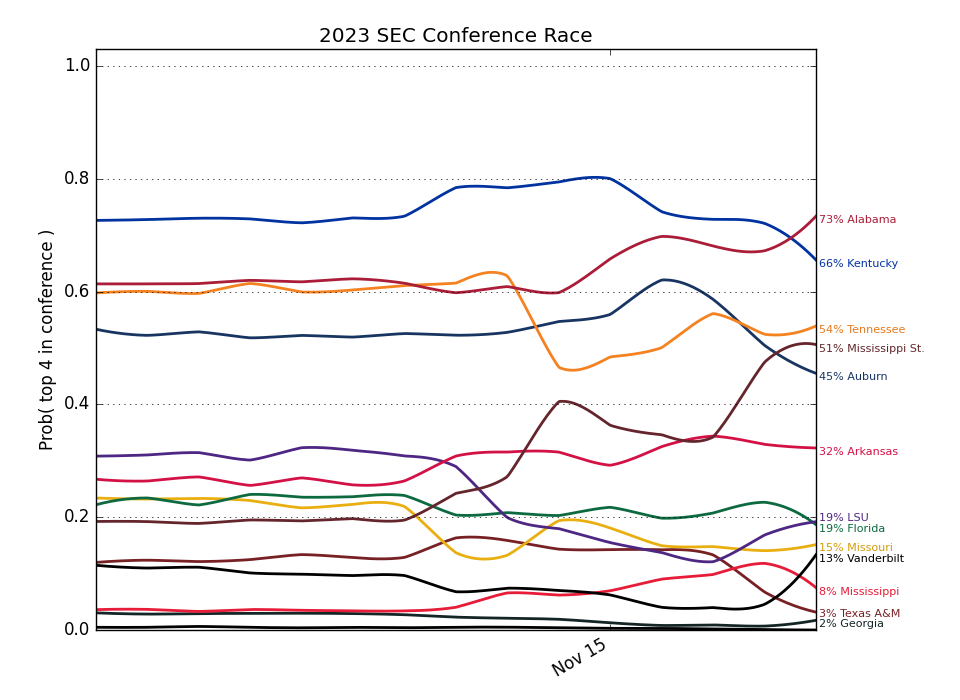 2023 SEC Conference Race
1.0
0.8
0.6
0.4
0.2
0.0
Prob( top 4 in conference )
Nov 15
73% Alabama
66% Kentucky
54% Tennessee
51% Mississippi St.
45% Auburn
32% Arkansas
19% LSU
19% Florida
15% Missouri
13% Vanderbilt
8% Mississippi
3% Texas A&M
2% Georgia